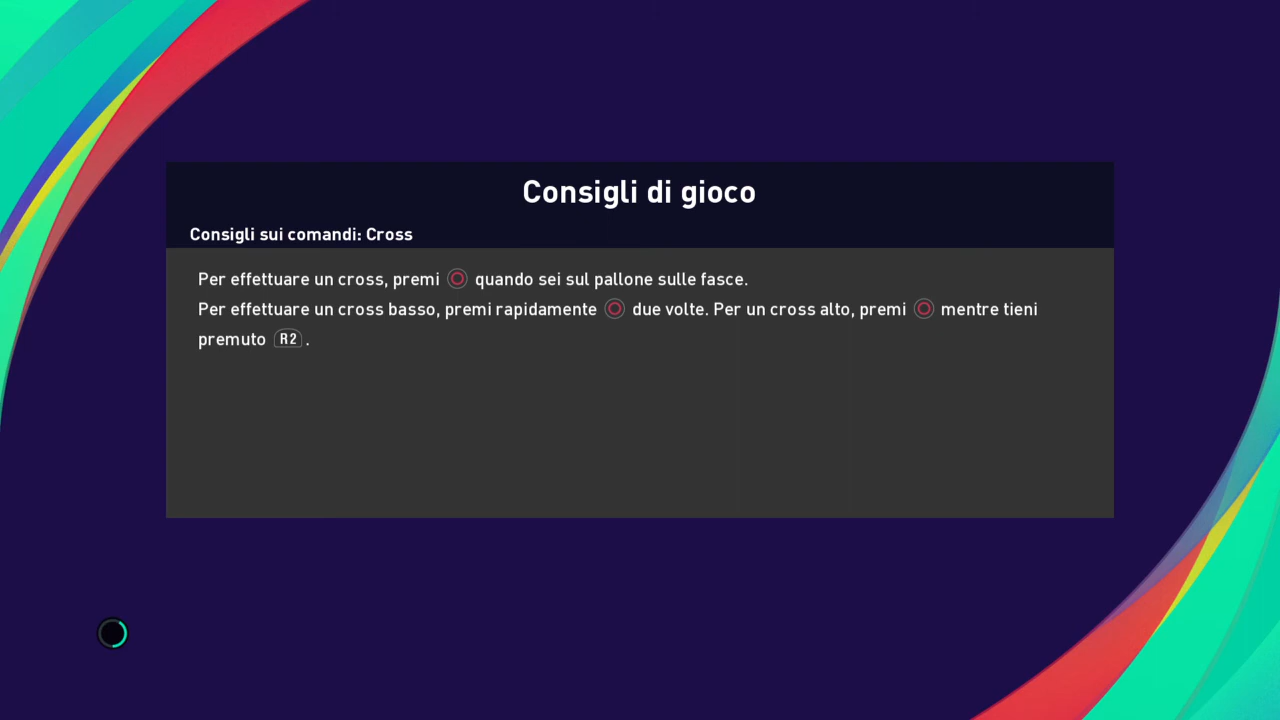 Consigli di gioco
Consigli sui comandi: Cross
Per effettuare un cross, premi quando sei sul pallone sulle fasce.
Per effettuare un cross basso, premi rapidamente due volte. Per un cross alto, premi mentre tieni
premuto R2 .